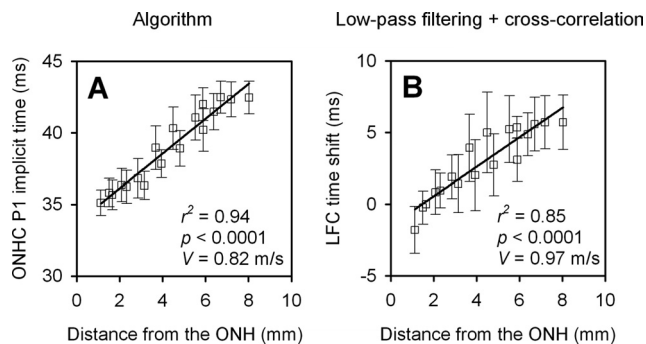 Algorithm
Low-pass filtering + cross-correlation
A
ONHC P1 implicit time (ms)
45
40
35
30
r² = 0.94
p < 0.0001
V = 0.82 m/s
0 2 4 6 8 10
Distance from the ONH (mm)
B
LFC time shift (ms)
10
5
0
-5
r² = 0.85
p < 0.0001
V = 0.97 m/s
0 2 4 6 8 10
Distance from the ONH (mm)